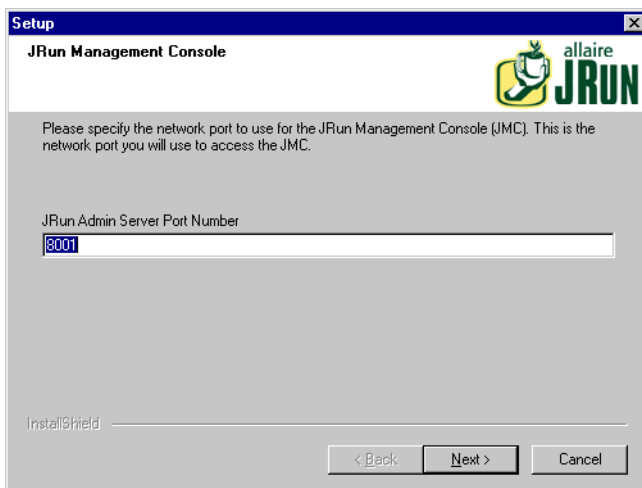 Setup
JRun Management Console
allaire
JRUN
Please specify the network port to use for the JRun Management Console (JMC). This is the
network port you will use to access the JMC.
JRun Admin Server Port Number
8001
InstallShield
< Back
Next >
Cancel